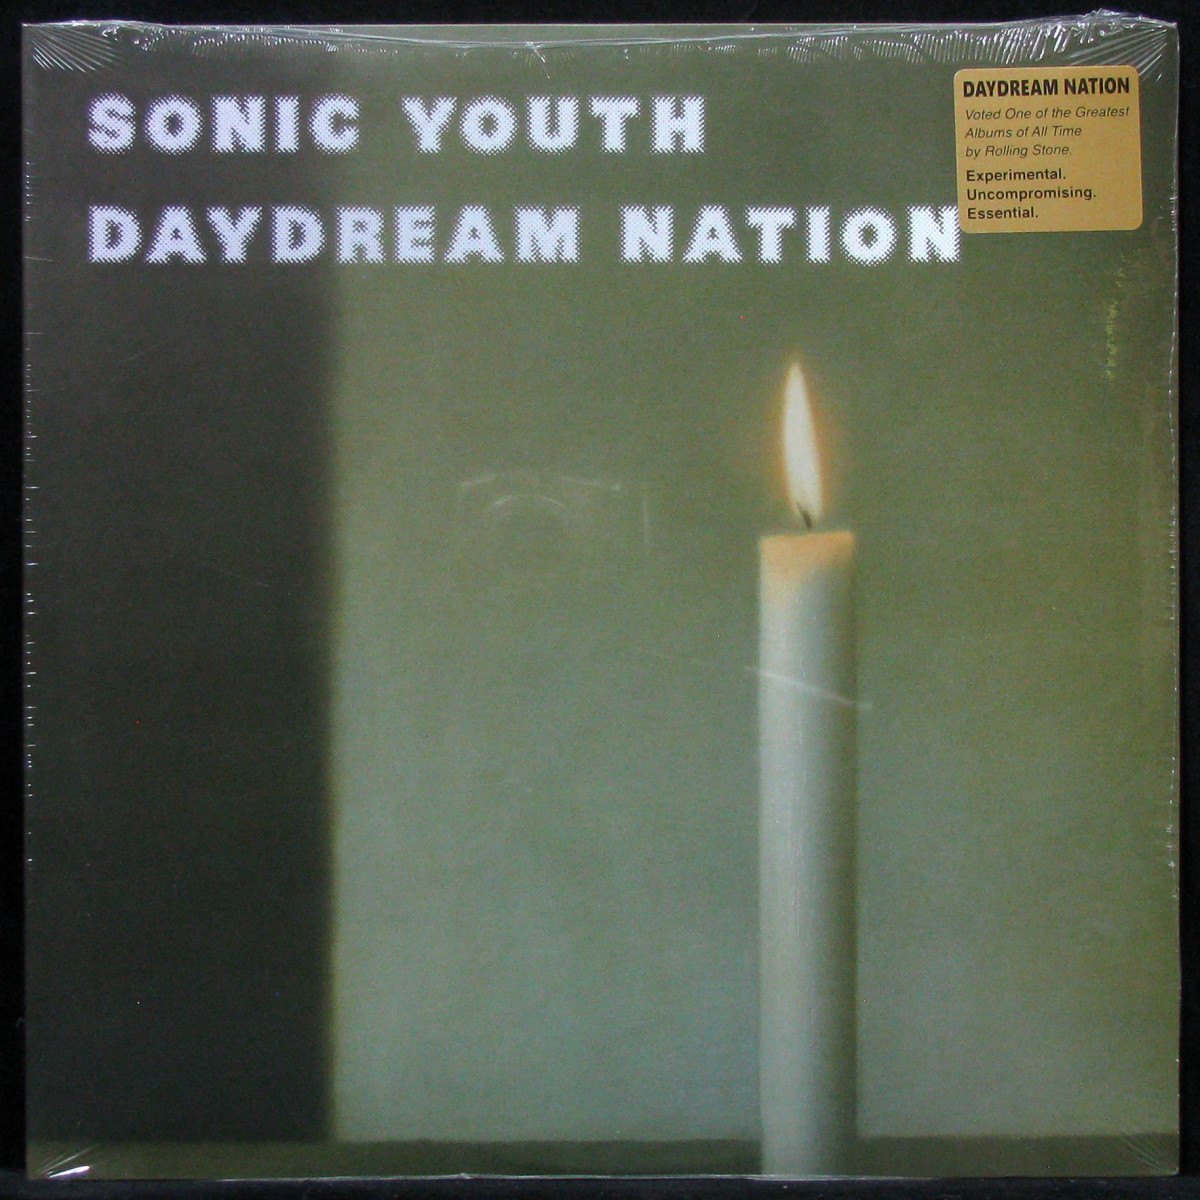 SONIC YOUTH
DAYDREAM NATION
DAYDREAM NATION
Voted One of the Greatest
Albums of All Time
by Rolling Stone.
Experimental.
Uncompromising.
Essential.